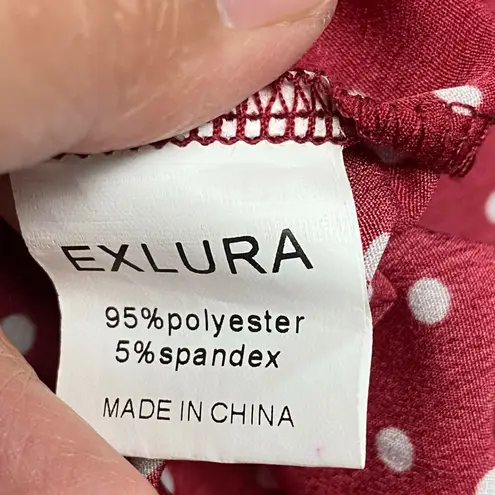 EXLURA
95%polyester
5%spandex
MADE IN CHINA